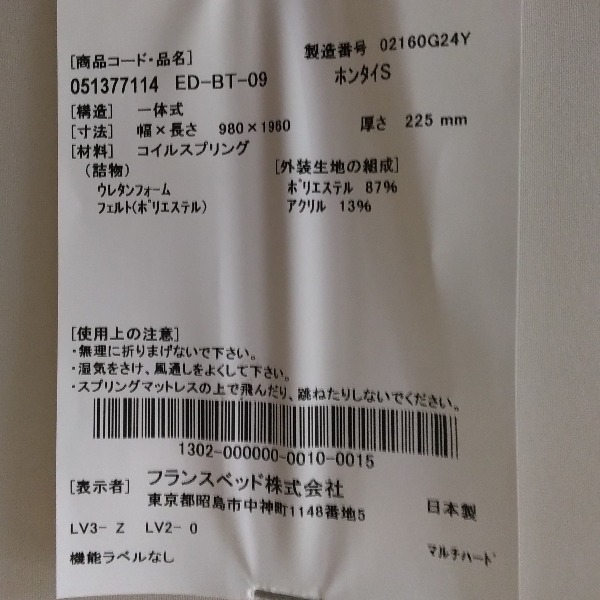 [商品コード・品名] 製造番号 02160G24Y
051377114 ED-BT-09 ホンタイS
[構造] 一体式
[寸法] 幅×長さ 980×1960 厚さ 225 mm
[材料] コイルスプリング
(詰物) [外装生地の組成]
ウレタンフォーム ポリエステル 87%
フェルト(ポリエステル) アクリル 13%
[使用上の注意]
・無理に折りまげないで下さい。
・湿気をさけ、風通しをよくして下さい。
・スプリングマットレスの上で飛んだり、跳ねたりしないでください。
1302-000000-0010-0015
[表示者] フランスベッド株式会社
東京都昭島市中神町1148番地5 日本製
LV3- Z LV2- 0
機能ラベルなし マルチハード